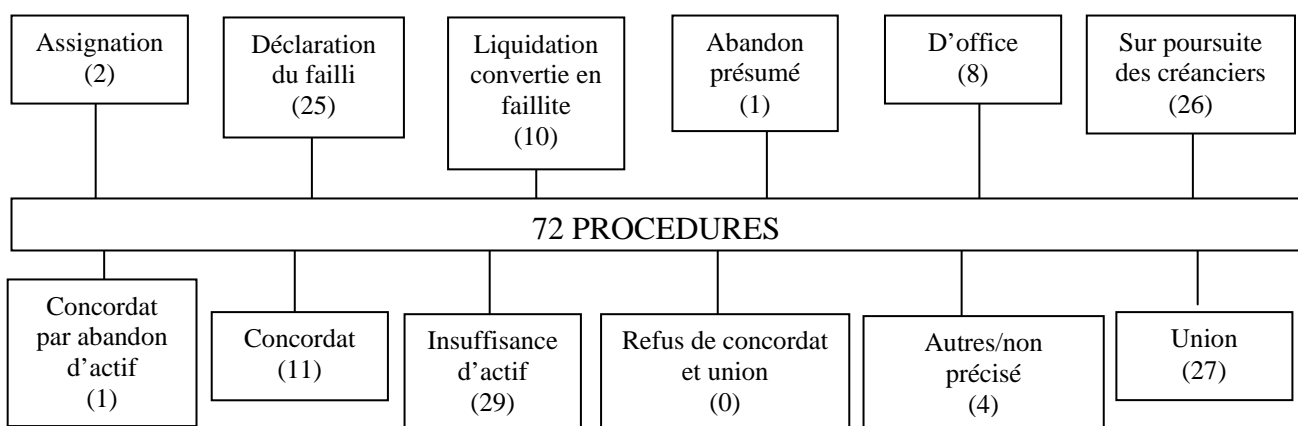 Assignation
(2)
Déclaration
du failli
(25)
Liquidation
convertie en
faillite
(10)
Abandon
présumé
(1)
D’office
(8)
Sur poursuite
des créanciers
(26)
72 PROCEDURES
Concordat
par abandon
d’actif
(1)
Concordat
(11)
Insuffisance
d’actif
(29)
Refus de concordat
et union
(0)
Autres/non
précisé
(4)
Union
(27)